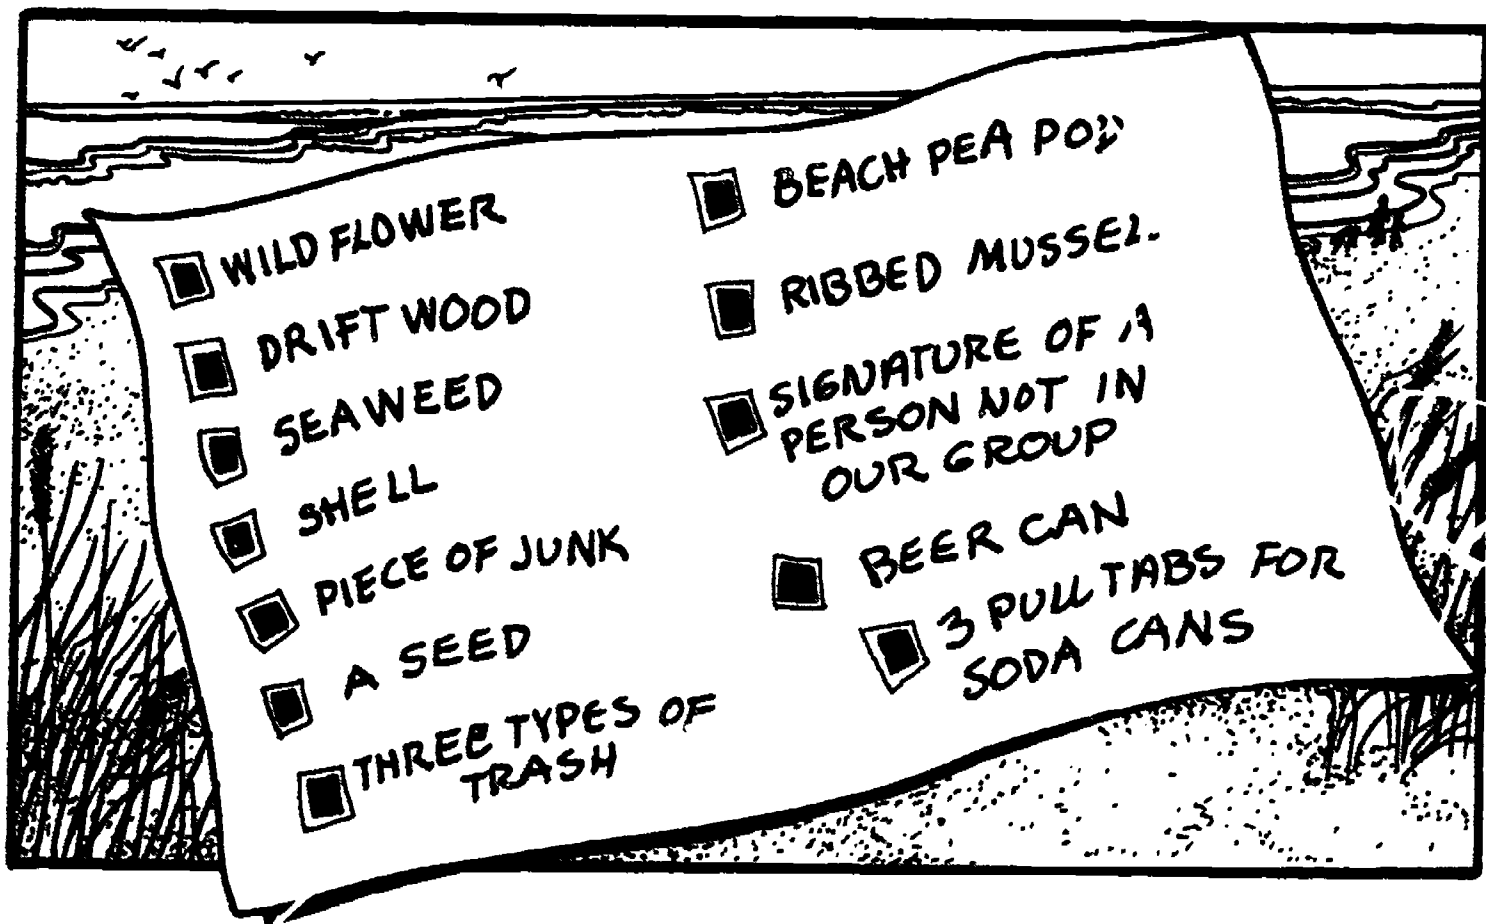 WILD FLOWER
DRIFT WOOD
SEAWEED
SHELL
PIECE OF JUNK
A SEED
THREE TYPES OF
TRASH
BEACH PEA POD
RIBBED MUSSEL
SIGNATURE OF A
PERSON NOT IN
OUR GROUP
BEER CAN
3 PULL TABS FOR
SODA CANS